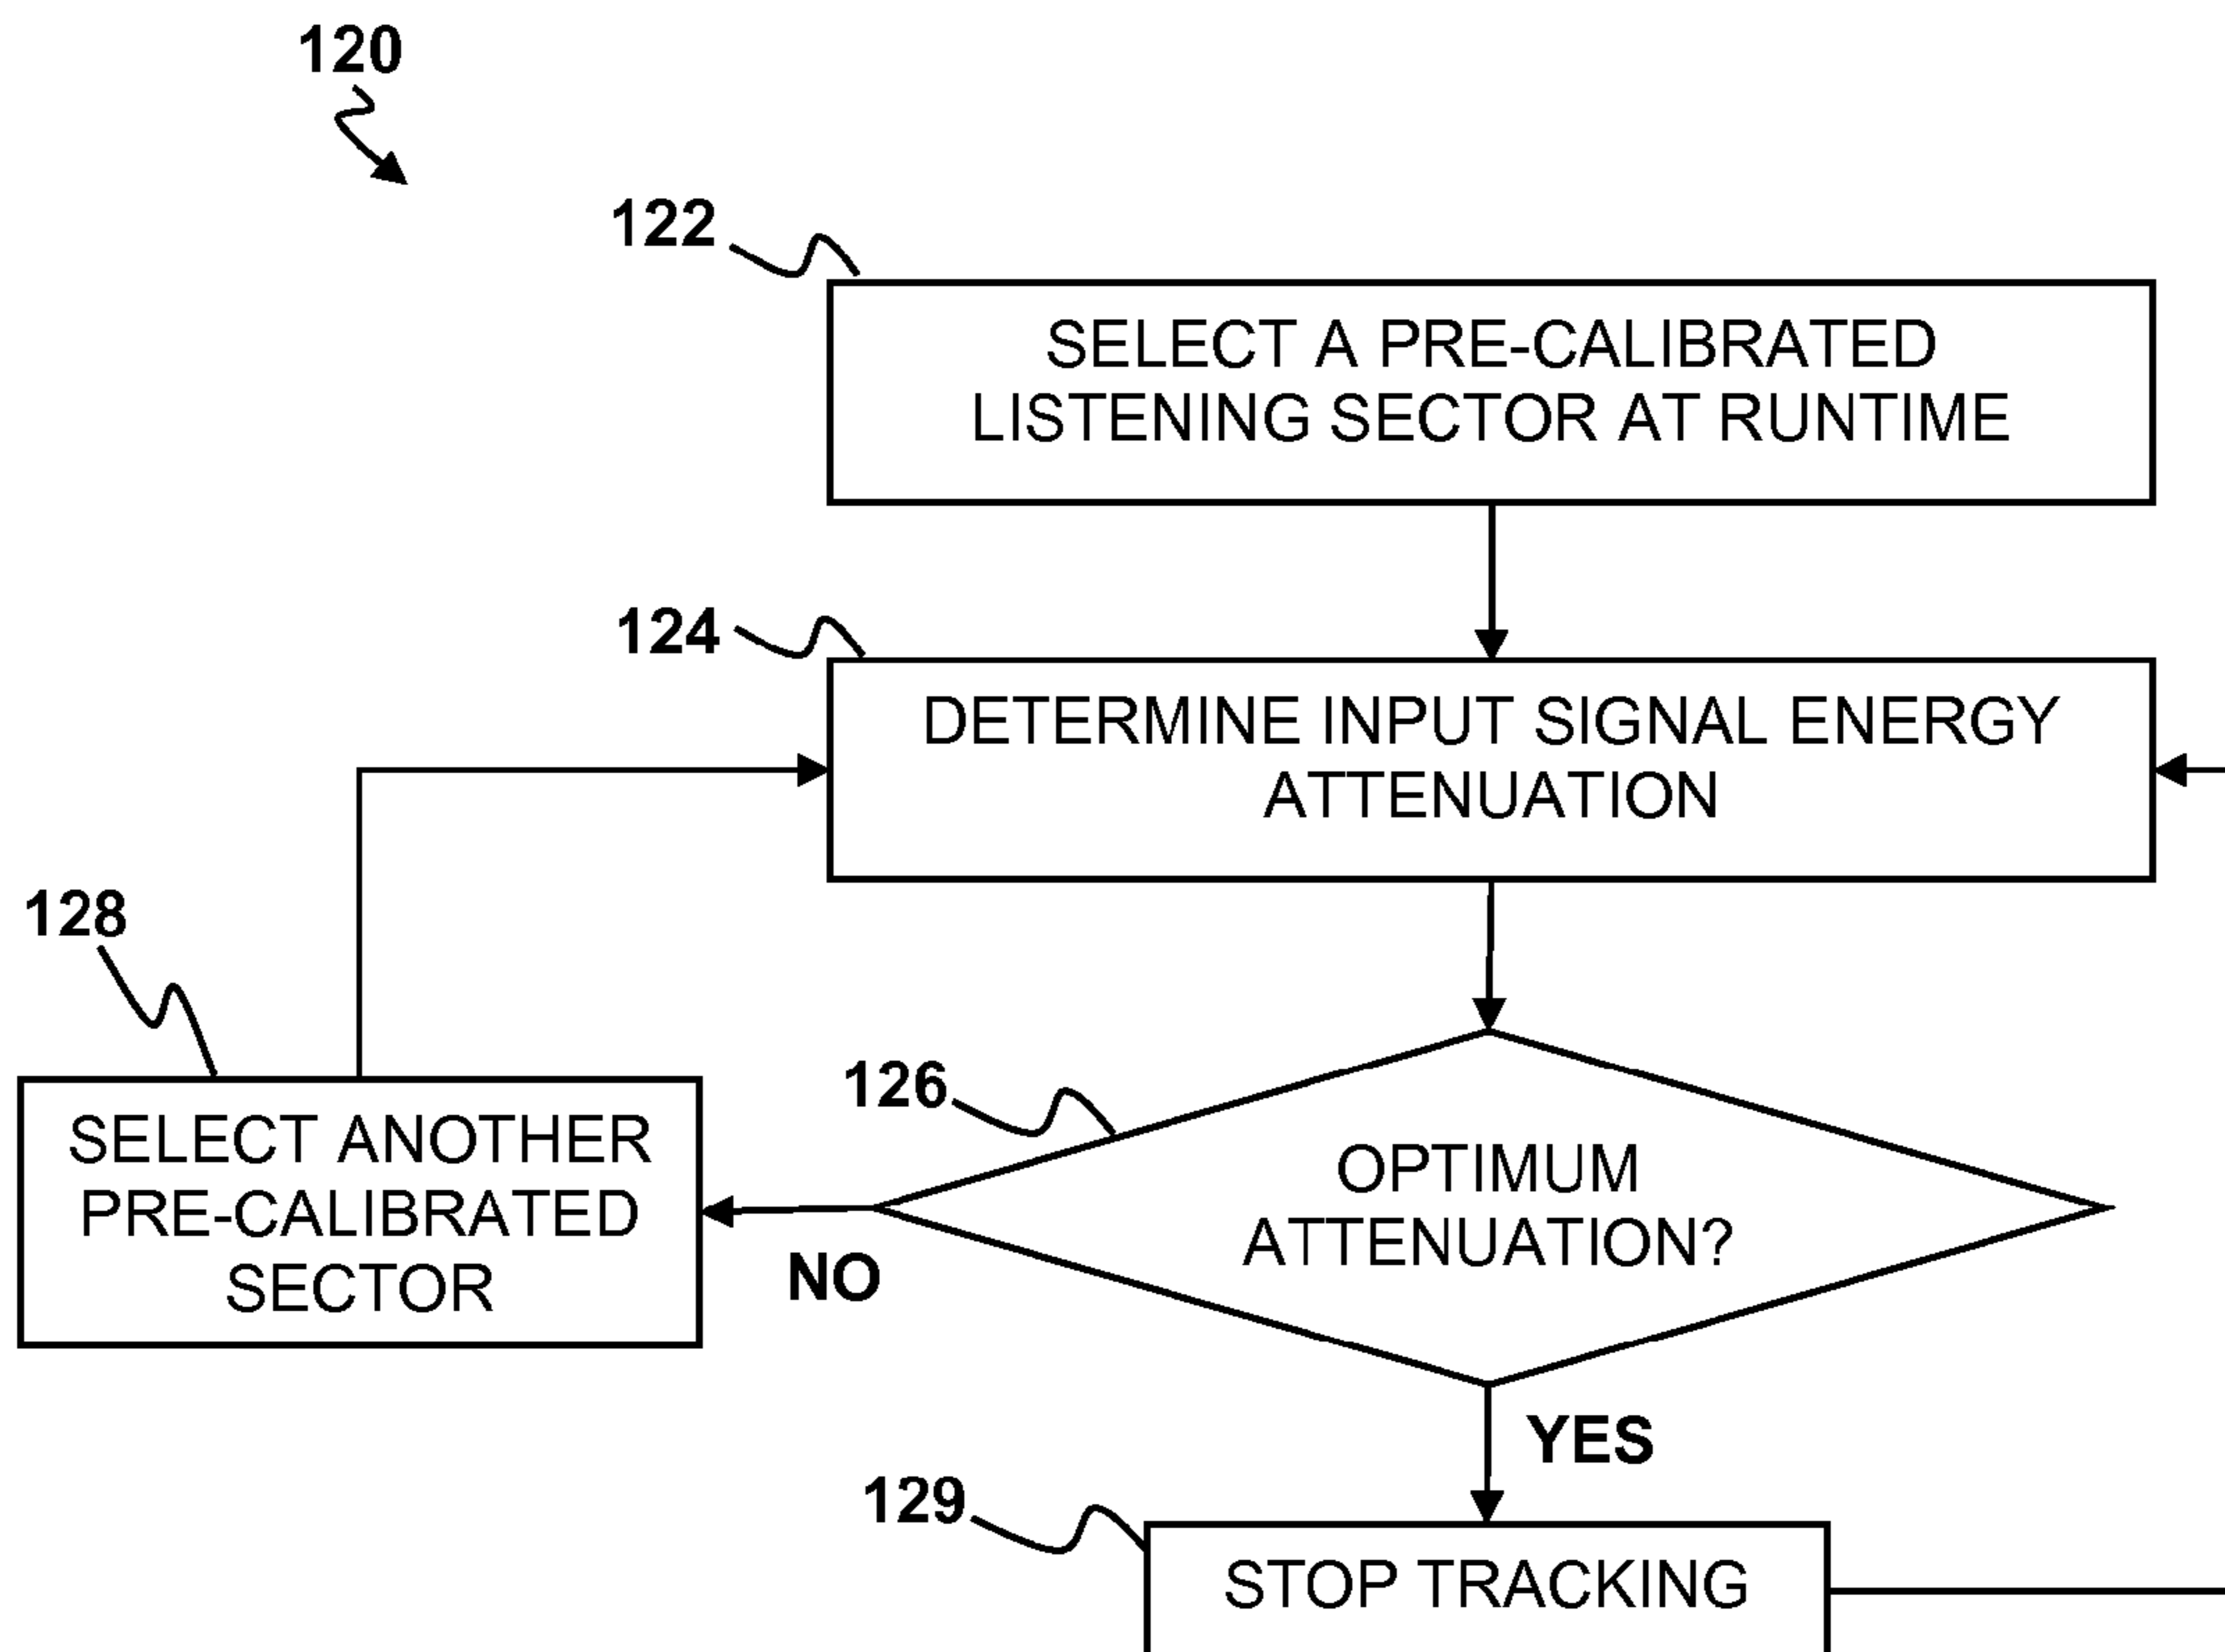 120
122
SELECT A PRE-CALIBRATED
LISTENING SECTOR AT RUNTIME
124
DETERMINE INPUT SIGNAL ENERGY
ATTENUATION
128
SELECT ANOTHER
PRE-CALIBRATED
SECTOR
126
OPTIMUM
ATTENUATION?
NO
YES
129
STOP TRACKING